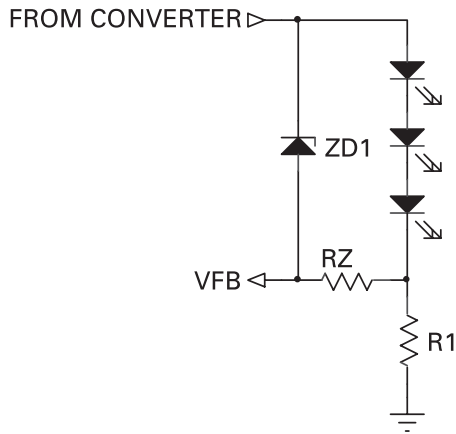 FROM CONVERTER
ZD1
RZ
VFB
R1